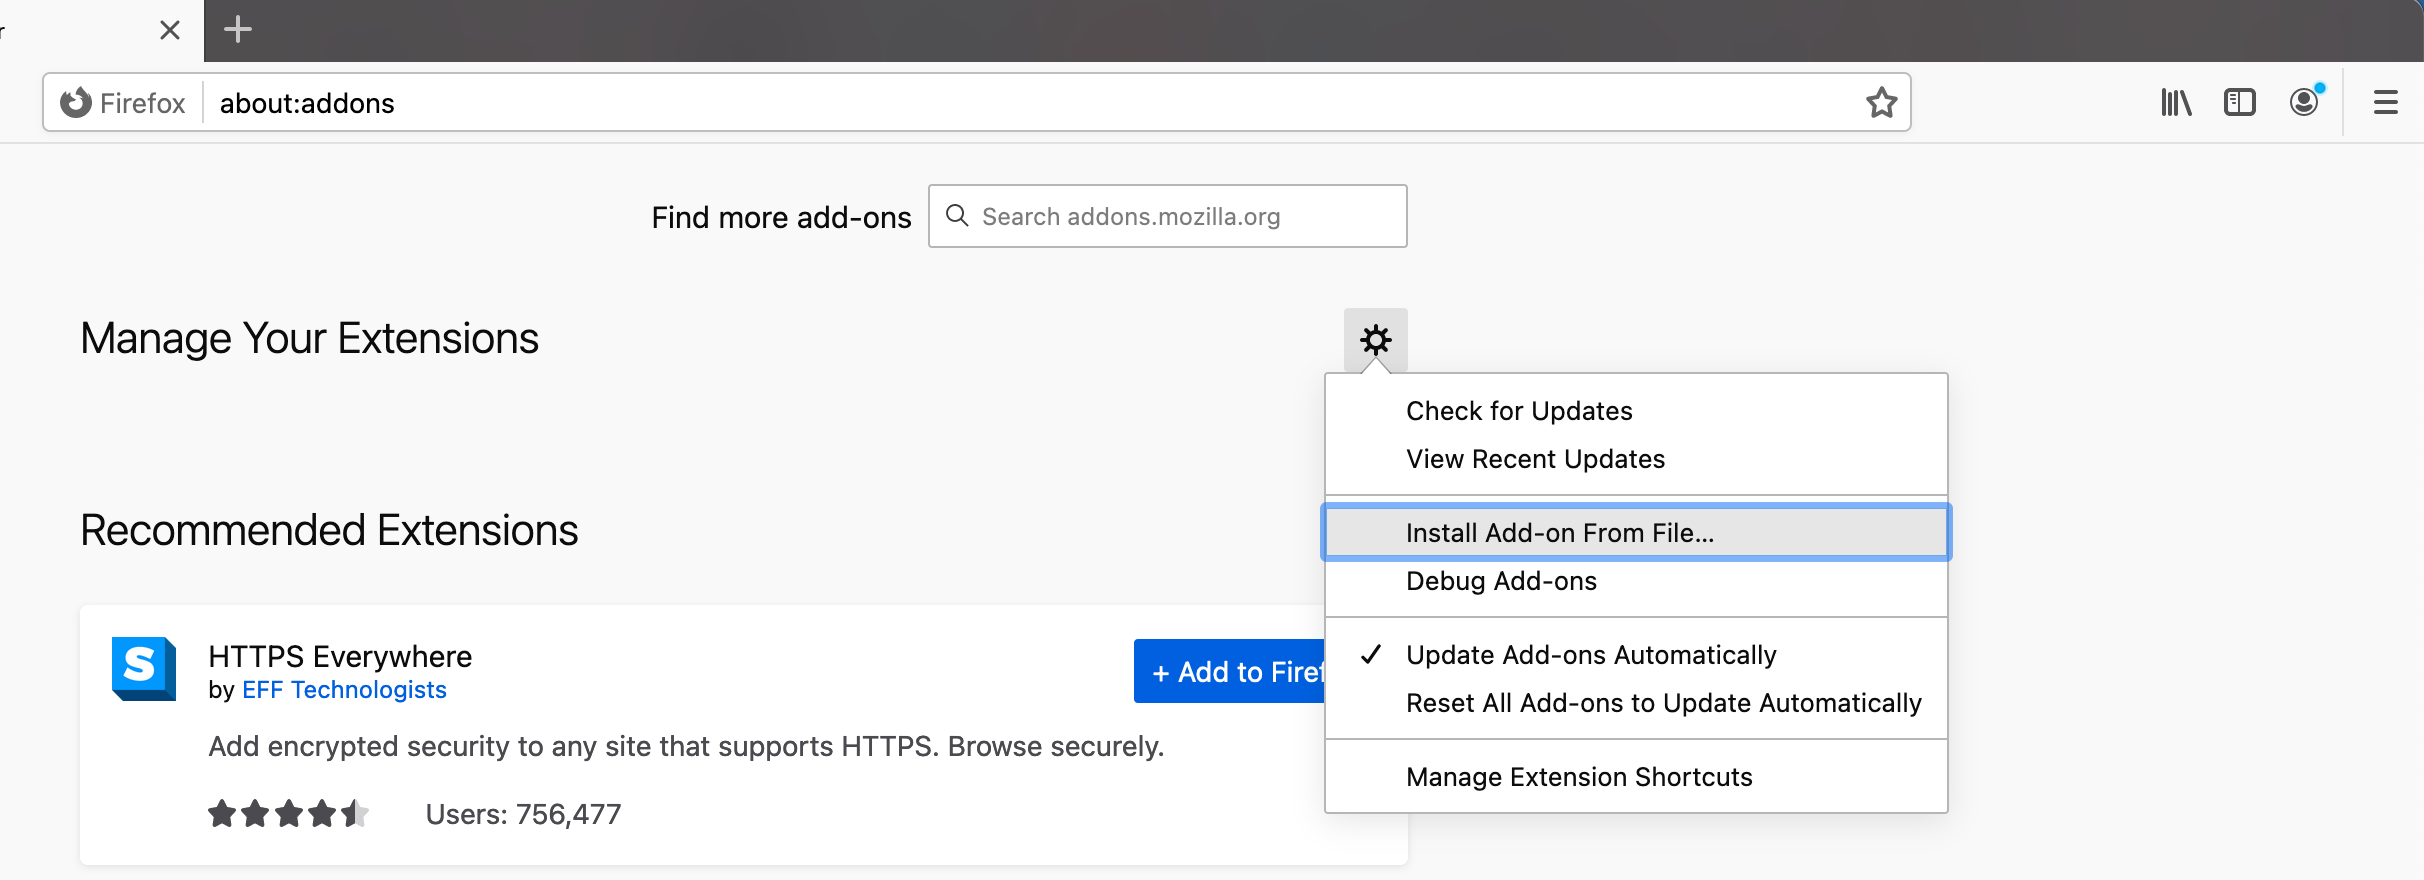 r
Firefox
about:addons
Find more add-ons
Search addons.mozilla.org
Manage Your Extensions
Check for Updates
View Recent Updates
Install Add-on From File...
Debug Add-ons
Update Add-ons Automatically
Reset All Add-ons to Update Automatically
Manage Extension Shortcuts
Recommended Extensions
S
HTTPS Everywhere
by EFF Technologists
+ Add to Firef
Add encrypted security to any site that supports HTTPS. Browse securely.
Users: 756,477